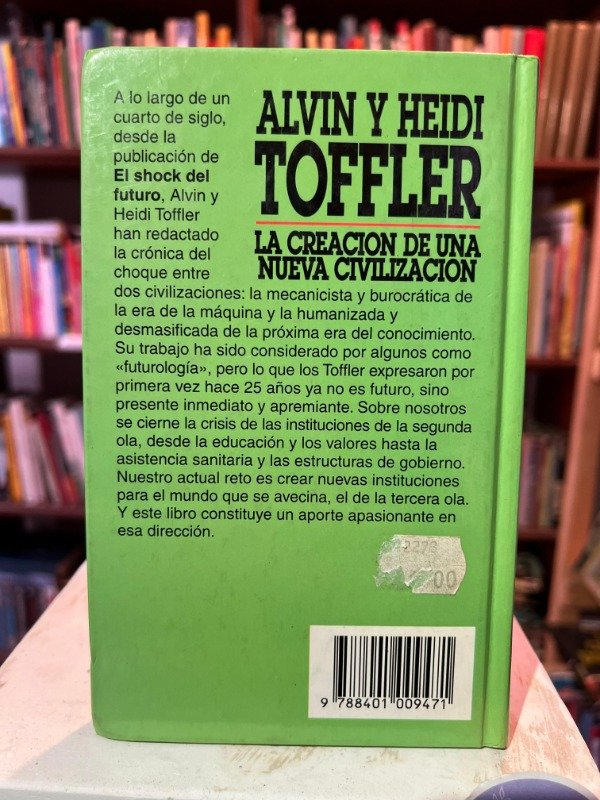 A lo largo de un
cuarto de siglo,
desde la
publicación de
El shock del
futuro, Alvin y
Heidi Toffler
han redactado
la crónica del
choque entre
dos civilizaciones: la mecanicista y burocrática de
la era de la máquina y la humanizada y
desmasificada de la próxima era del conocimiento.
Su trabajo ha sido considerado por algunos como
«futurología», pero lo que los Toffler expresaron por
primera vez hace 25 años ya no es futuro, sino
presente inmediato y apremiante. Sobre nosotros
se cierne la crisis de las instituciones de la segunda
ola, desde la educación y los valores hasta la
asistencia sanitaria y las estructuras de gobierno.
Nuestro actual reto es crear nuevas instituciones
para el mundo que se avecina, el de la tercera ola.
Y este libro constituye un aporte apasionante en
esa dirección.
ALVIN Y HEIDI
TOFFLER
LA CREACION DE UNA
NUEVA CIVILIZACION
00
9 788401 009471